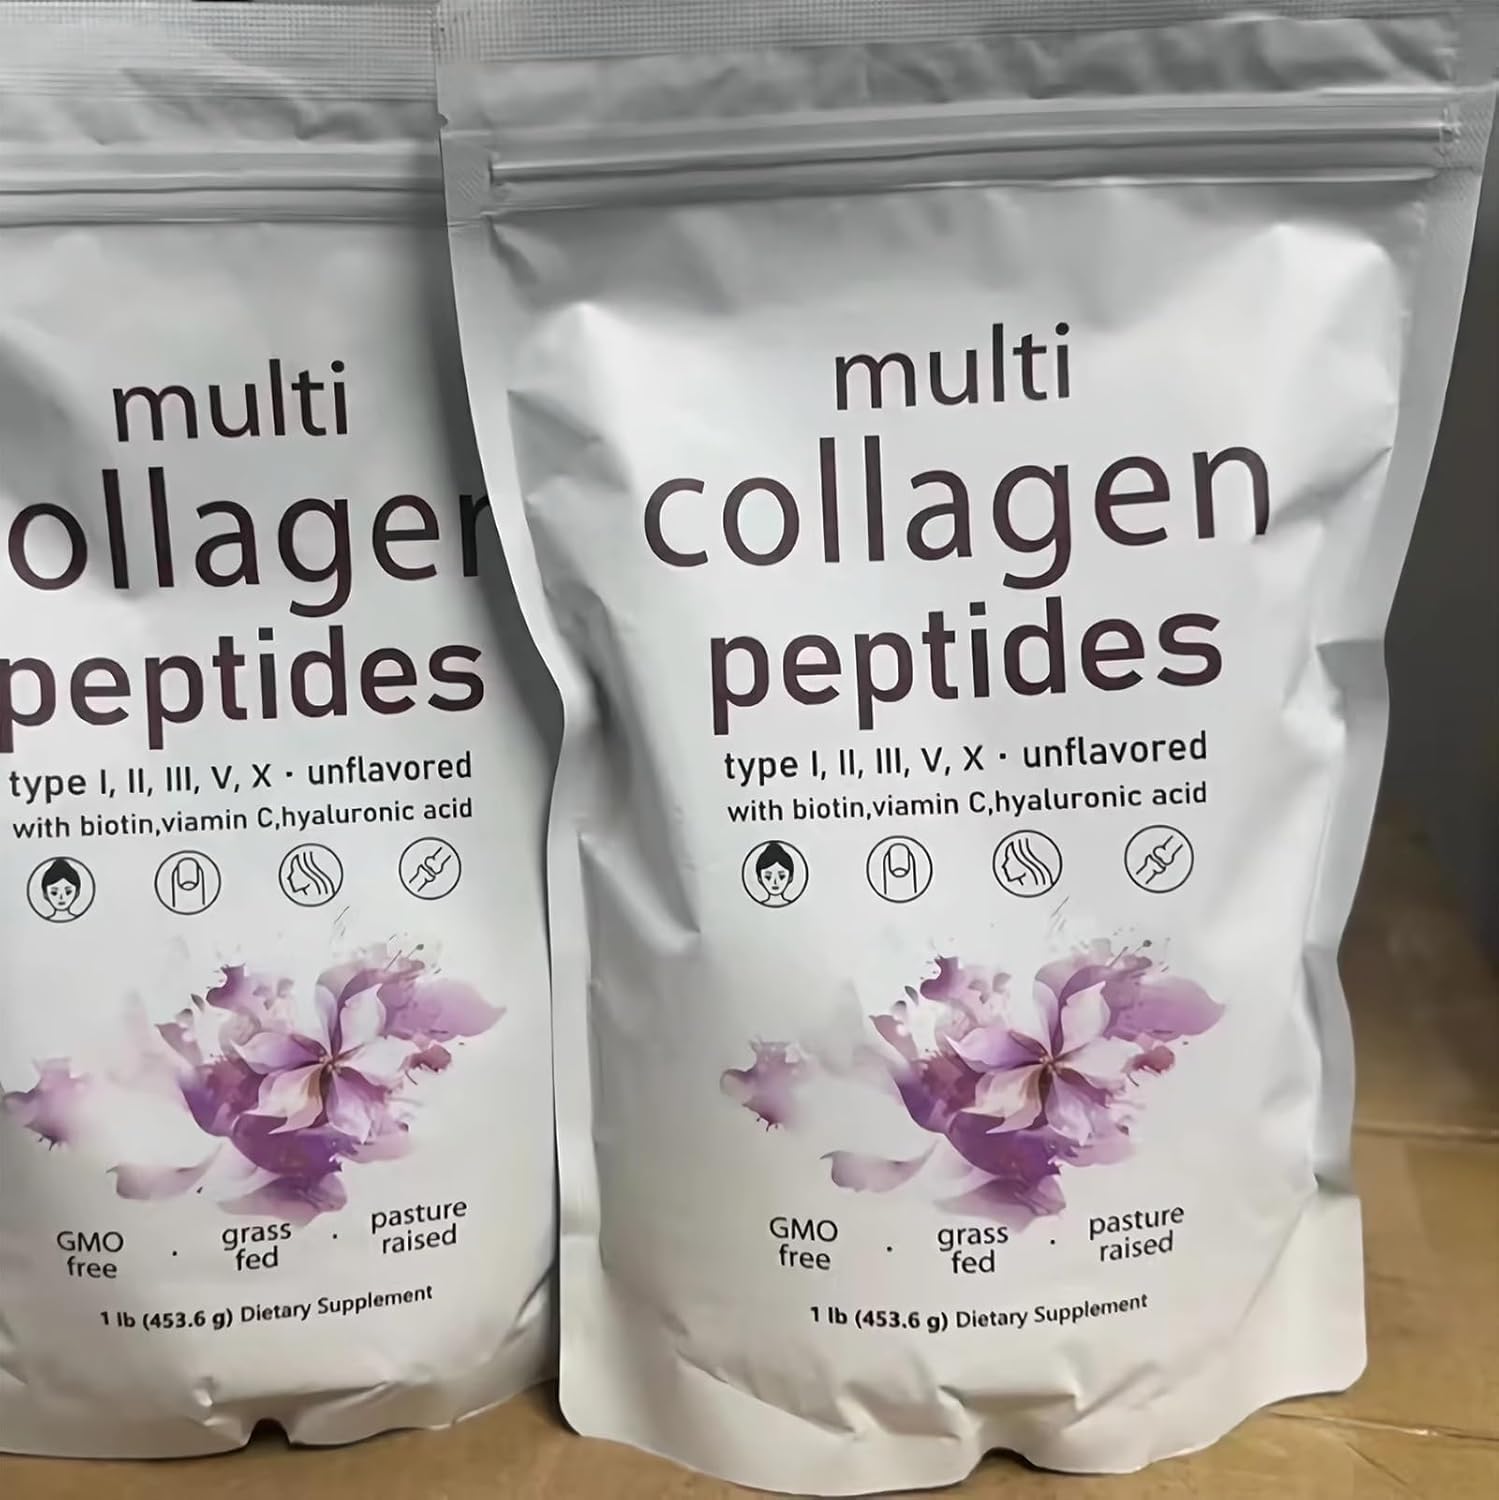 multi
ollagen
peptides
type I, II, III, V, X · unflavored
with biotin,viamin C,hyaluronic acid
GMO
free
·
grass
fed
·
pasture
raised
1 lb (453.6 g) Dietary Supplement
multi
collagen
peptides
type I, II, III, V, X · unflavored
with biotin,viamin C,hyaluronic acid
GMO
free
·
grass
fed
·
pasture
raised
1 lb (453.6 g) Dietary Supplement